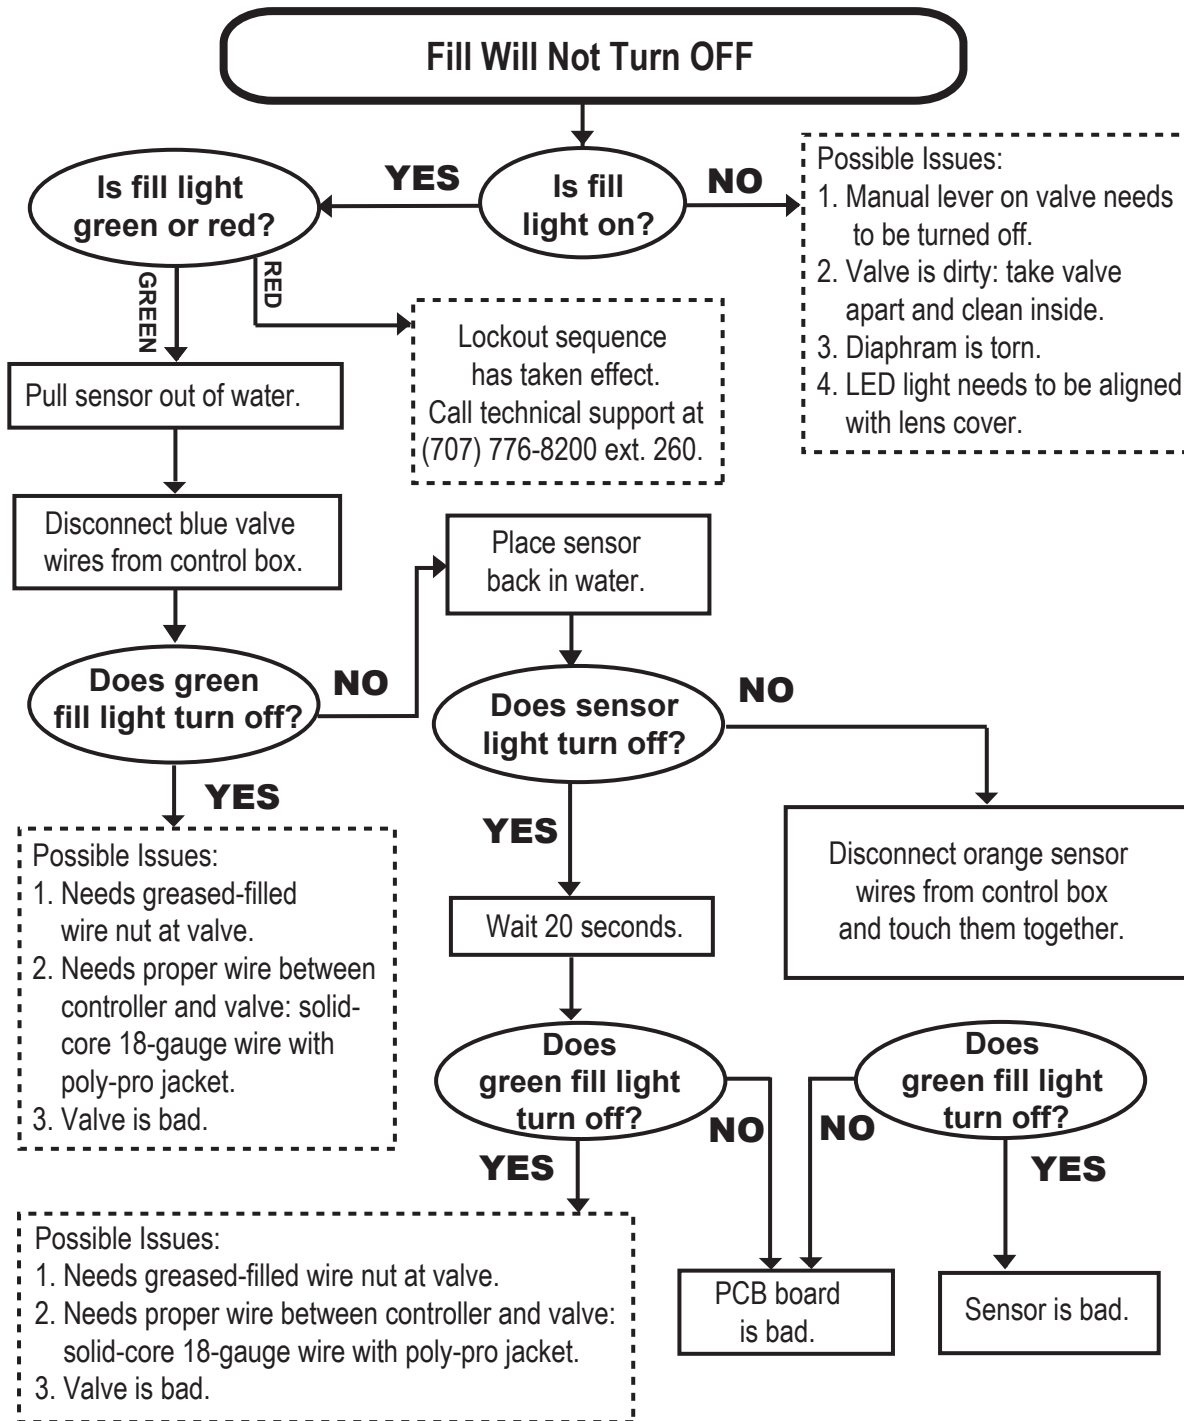 Fill Will Not Turn OFF
Is fill
light on?
YES
NO
Is fill light
green or red?
Possible Issues:
1. Manual lever on valve needs
to be turned off.
2. Valve is dirty: take valve
apart and clean inside.
3. Diaphram is torn.
4. LED light needs to be aligned
with lens cover.
GREEN
RED
Lockout sequence
has taken effect.
Call technical support at
(707) 776-8200 ext. 260.
Pull sensor out of water.
Disconnect blue valve
wires from control box.
Does green
fill light turn off?
NO
Place sensor
back in water.
YES
Possible Issues:
1. Needs greased-filled
wire nut at valve.
2. Needs proper wire between
controller and valve: solid-
core 18-gauge wire with
poly-pro jacket.
3. Valve is bad.
Does sensor
light turn off?
NO
YES
Disconnect orange sensor
wires from control box
and touch them together.
Wait 20 seconds.
Does
green fill light
turn off?
NO
YES
Does
green fill light
turn off?
NO
YES
Possible Issues:
1. Needs greased-filled wire nut at valve.
2. Needs proper wire between controller and valve:
solid-core 18-gauge wire with poly-pro jacket.
3. Valve is bad.
PCB board
is bad.
Sensor is bad.